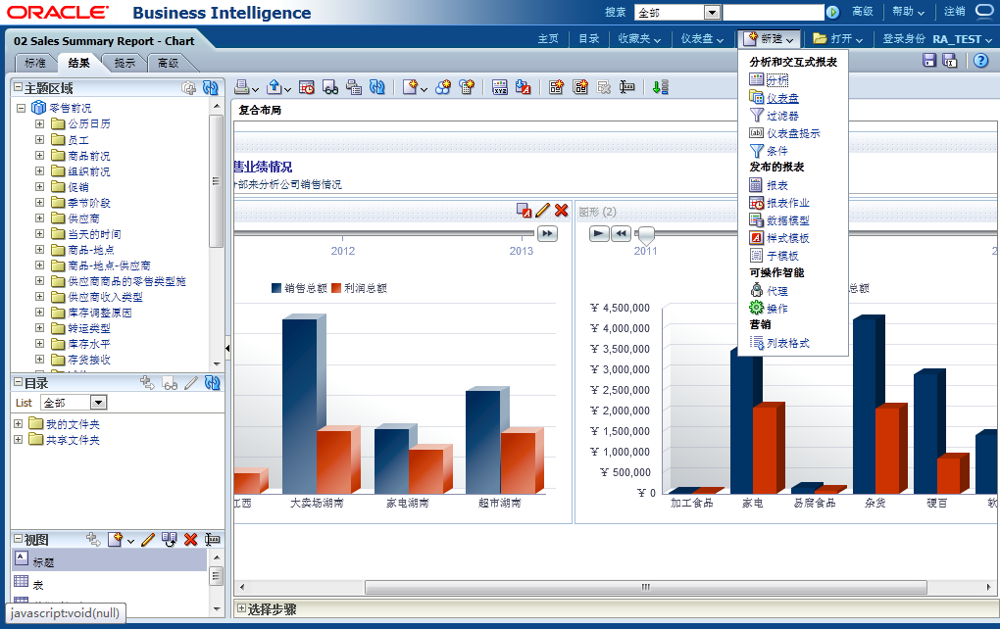 ORACLE Business Intelligence
搜索 全部 高级 帮助 注销
02 Sales Summary Report - Chart
主页 目录 收藏夹 仪表盘 新建 打开 登录身份 RA_TEST
标准 结果 提示 高级
主题区域
零售前况
公历日历
员工
商品前况
组织前况
促销
季节阶段
供应商
当天的时间
商品-地点
商品-地点-供应商
供应商商品的零售类型施
供应商收入类型
库存调整原因
转运类型
库存水平
存货接收
目录
List 全部
我的文件夹
共享文件夹
视图
标题
表
javascript:void(null)
复合布局
售业绩情况
部来分析公司销售情况
2012 2013
销售总额 利润总额
江西 大卖场湖南 家电湖南 超市湖南
图形 (2)
2011
总额
￥ 4,500,000
￥ 4,000,000
￥ 3,500,000
￥ 3,000,000
￥ 2,500,000
￥ 2,000,000
￥ 1,500,000
￥ 1,000,000
￥ 500,000
￥ 0
加工食品 家电 易腐食品 杂货 硬百 软
选择步骤
分析和交互式报表
分析
仪表盘
过滤器
仪表盘提示
条件
发布的报表
报表
报表作业
数据模型
样式模板
子模板
可操作智能
代理
操作
营销
列表格式